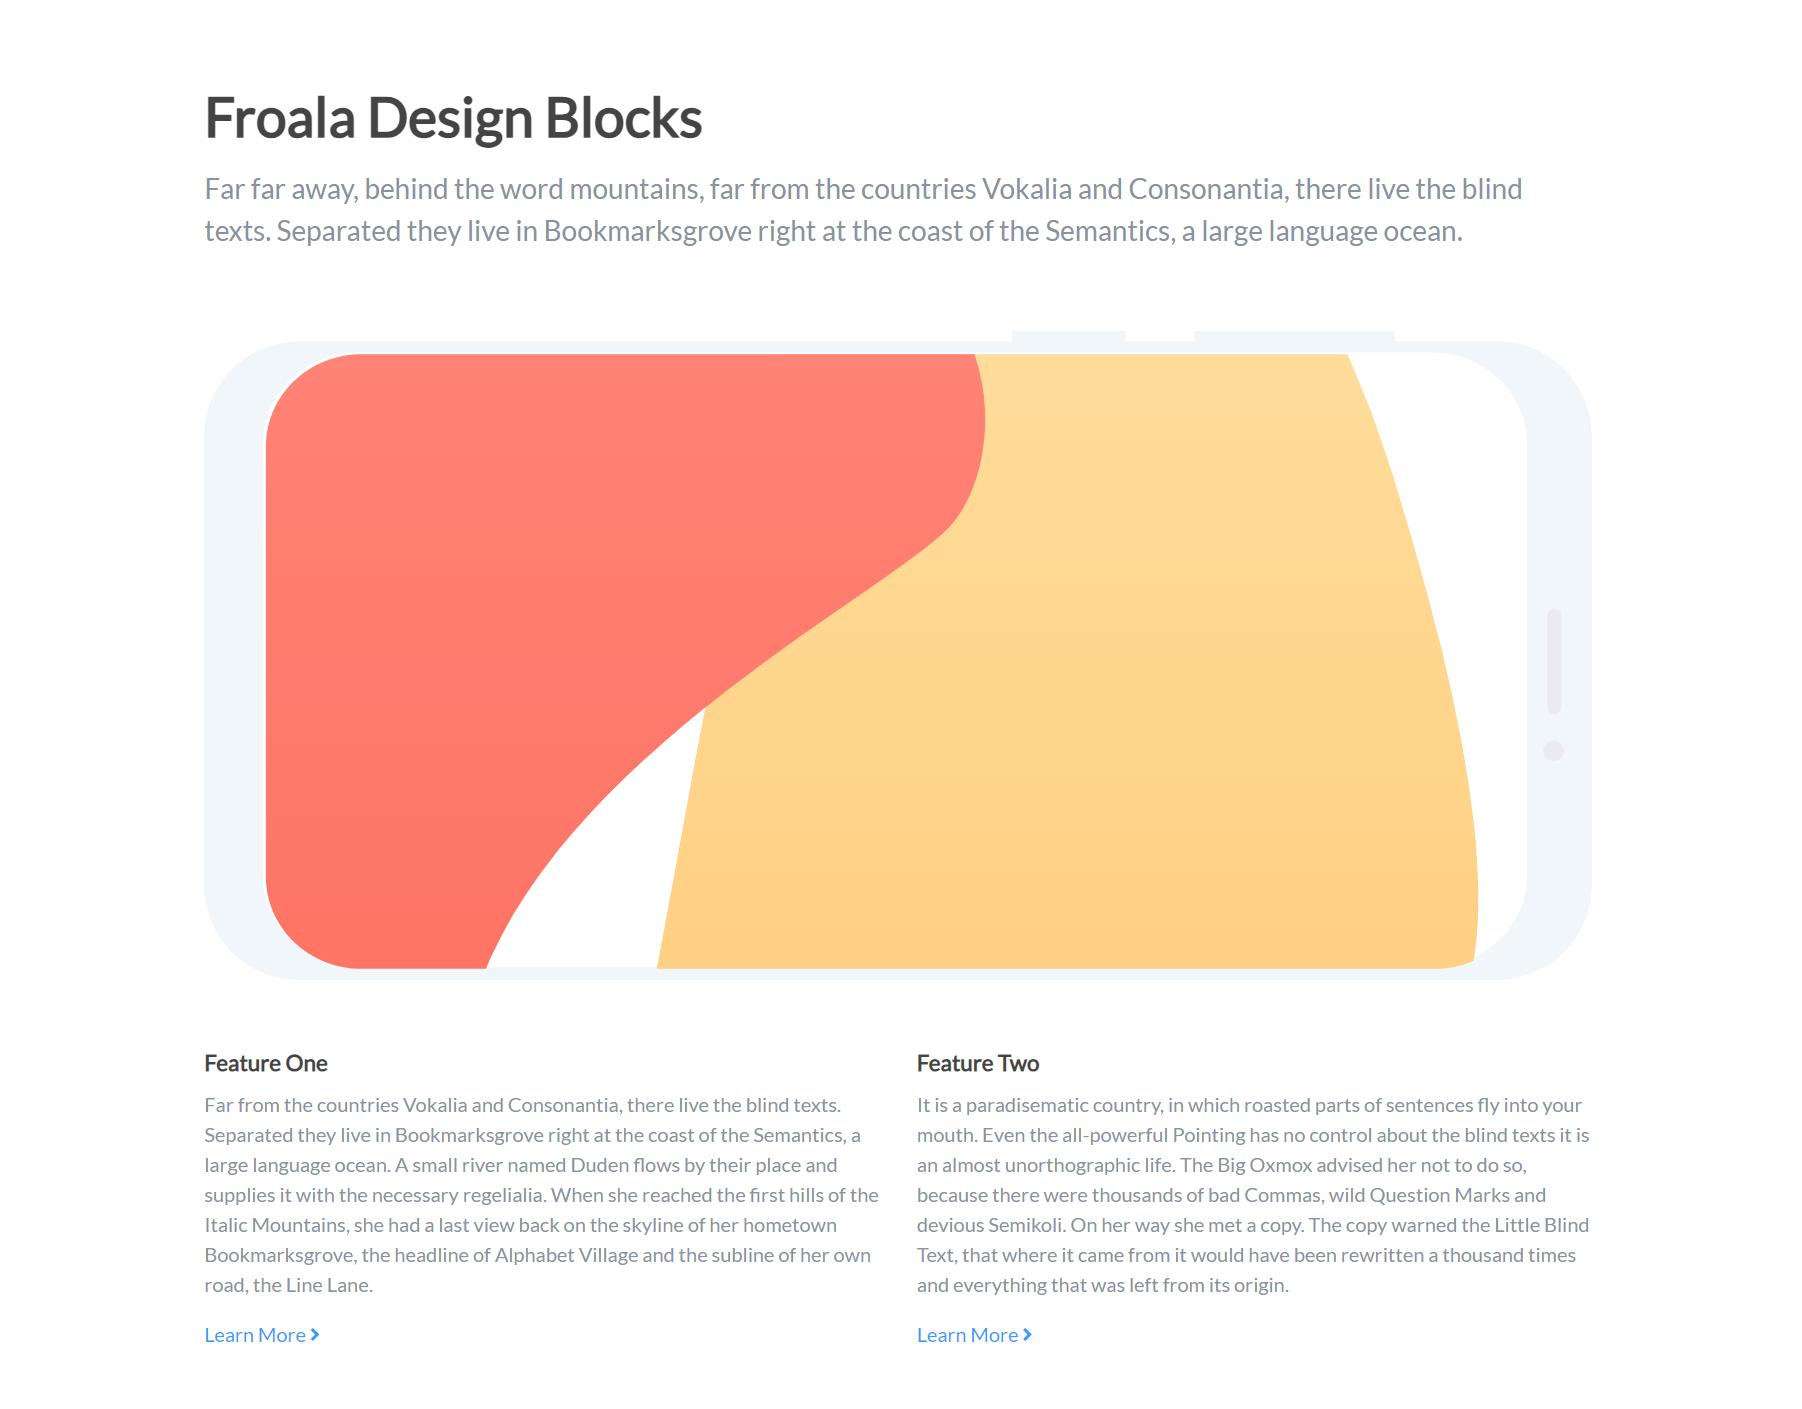 Froala Design Blocks
Far far away, behind the word mountains, far from the countries Vokalia and Consonantia, there live the blind
texts. Separated they live in Bookmarksgrove right at the coast of the Semantics, a large language ocean.
Feature One
Far from the countries Vokalia and Consonantia, there live the blind texts.
Separated they live in Bookmarksgrove right at the coast of the Semantics, a
large language ocean. A small river named Duden flows by their place and
supplies it with the necessary regelialia. When she reached the first hills of the
Italic Mountains, she had a last view back on the skyline of her hometown
Bookmarksgrove, the headline of Alphabet Village and the subline of her own
road, the Line Lane.
Learn More
Feature Two
It is a paradisematic country, in which roasted parts of sentences fly into your
mouth. Even the all-powerful Pointing has no control about the blind texts it is
an almost unorthographic life. The Big Oxmox advised her not to do so,
because there were thousands of bad Commas, wild Question Marks and
devious Semikoli. On her way she met a copy. The copy warned the Little Blind
Text, that where it came from it would have been rewritten a thousand times
and everything that was left from its origin.
Learn More